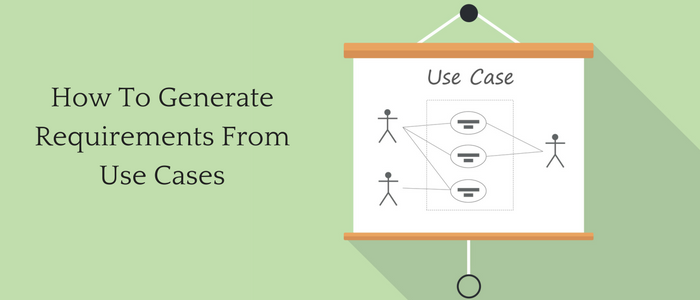 How To Generate
Requirements From
Use Cases
Use Case